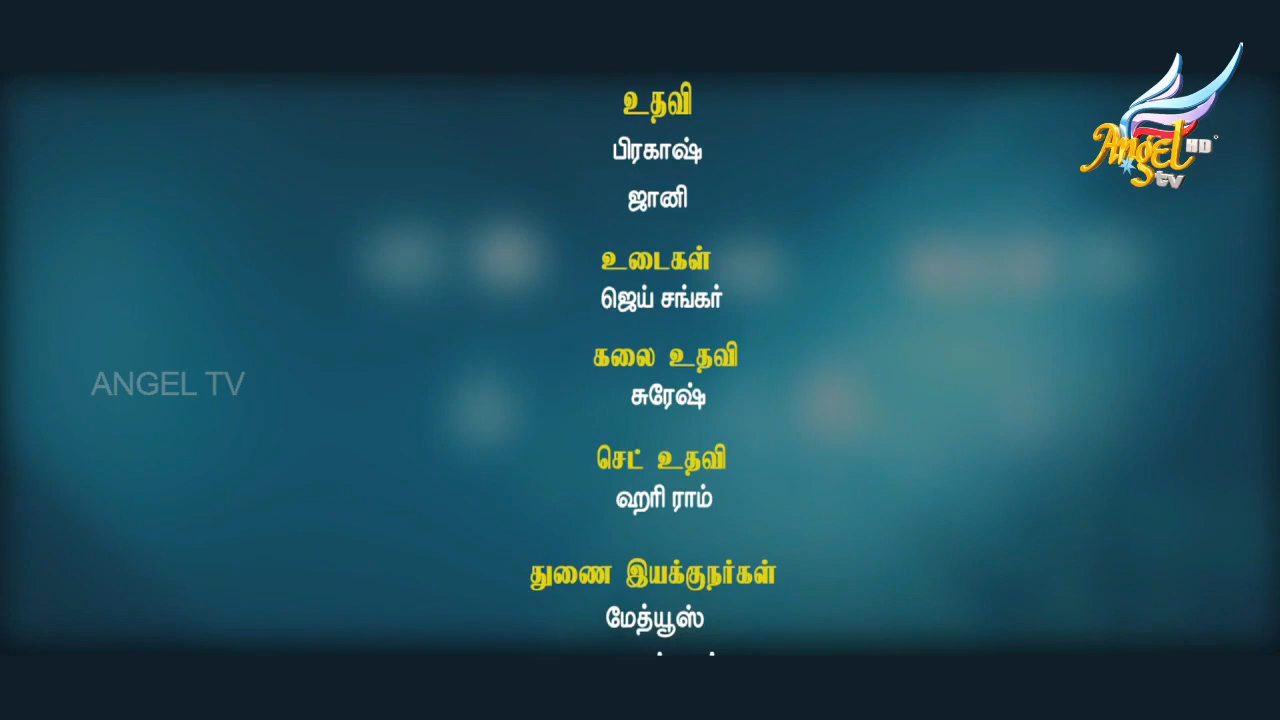 உதவி
பிரகாஷ்
ஜானி
உடைகள்
ஜெய் சங்கர்
கலை உதவி
சுரேஷ்
செட் உதவி
ஹரி ராம்
துணை இயக்குநர்கள்
மேத்யூஸ்
ANGEL TV
Angel HD
tv